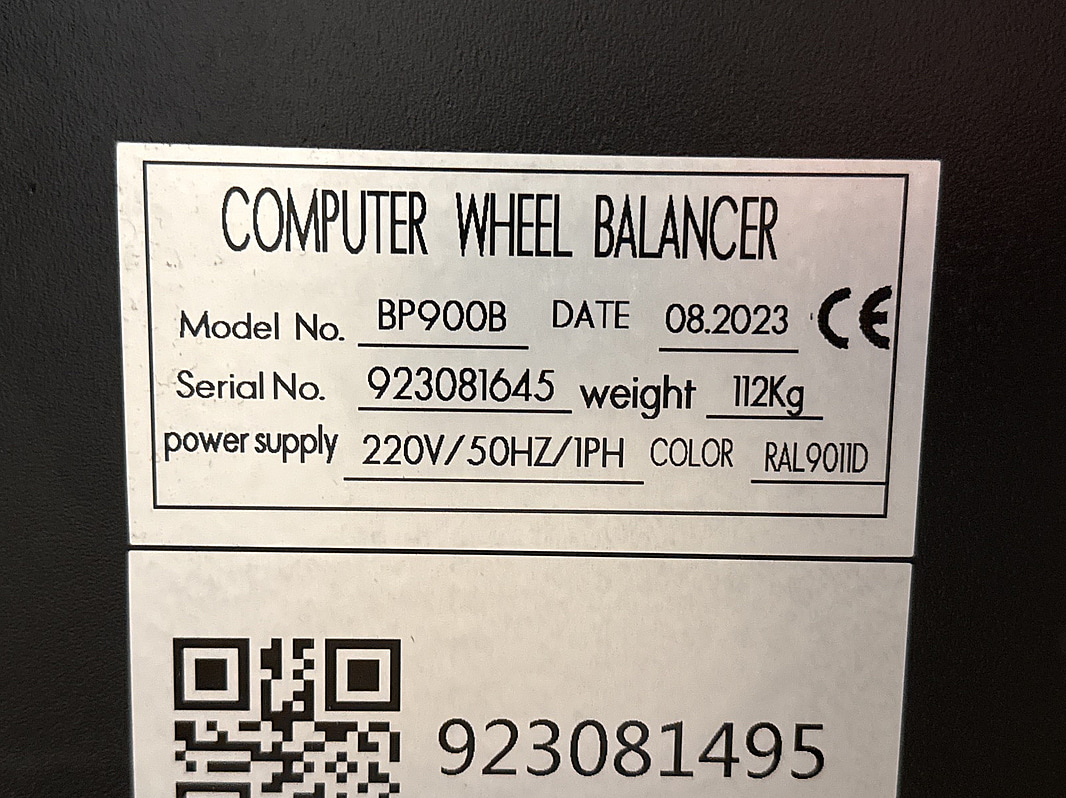 COMPUTER WHEEL BALANCER
Model No. BP900B DATE 08.2023 CE
Serial No. 923081645 weight 112Kg
power supply 220V/50HZ/1PH COLOR RAL9011D
923081495